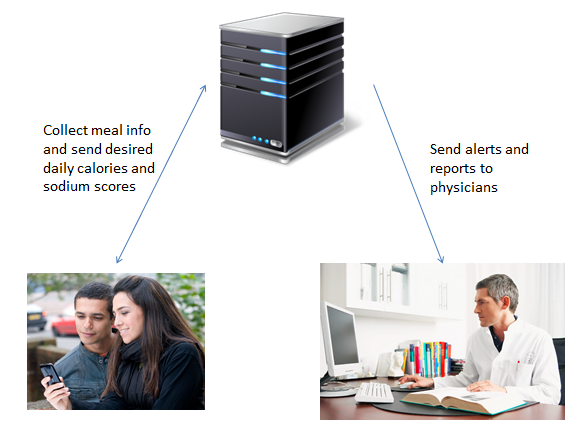 Collect meal info
and send desired
daily calories and
sodium scores
Send alerts and
reports to
physicians